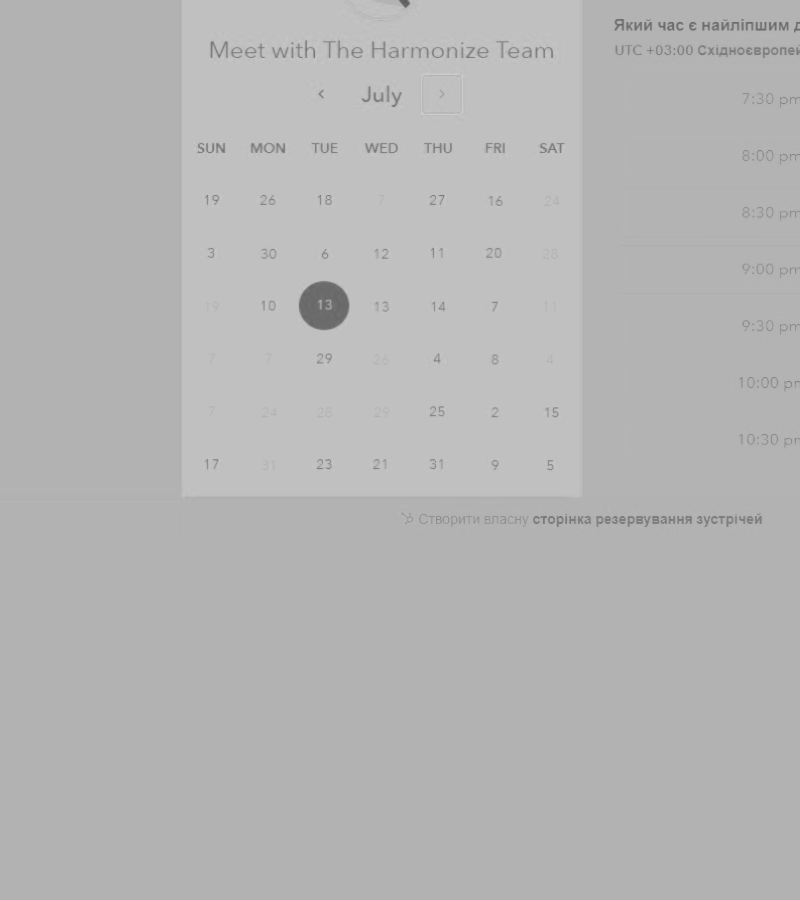 Meet with The Harmonize Team
July
SUN MON TUE WED THU FRI SAT
19 26 18 7 27 16 24
3 30 6 12 11 20 28
19 10 13 13 14 7 11
7 7 29 26 4 8 4
7 24 28 29 25 2 15
17 31 23 21 31 9 5
Який час є найліпшим
UTC +03:00
7:30 pm
8:00 pm
8:30 pm
9:00 pm
9:30 pm
10:00 pm
10:30 pm
Створити власну сторінка резервування зустрічей